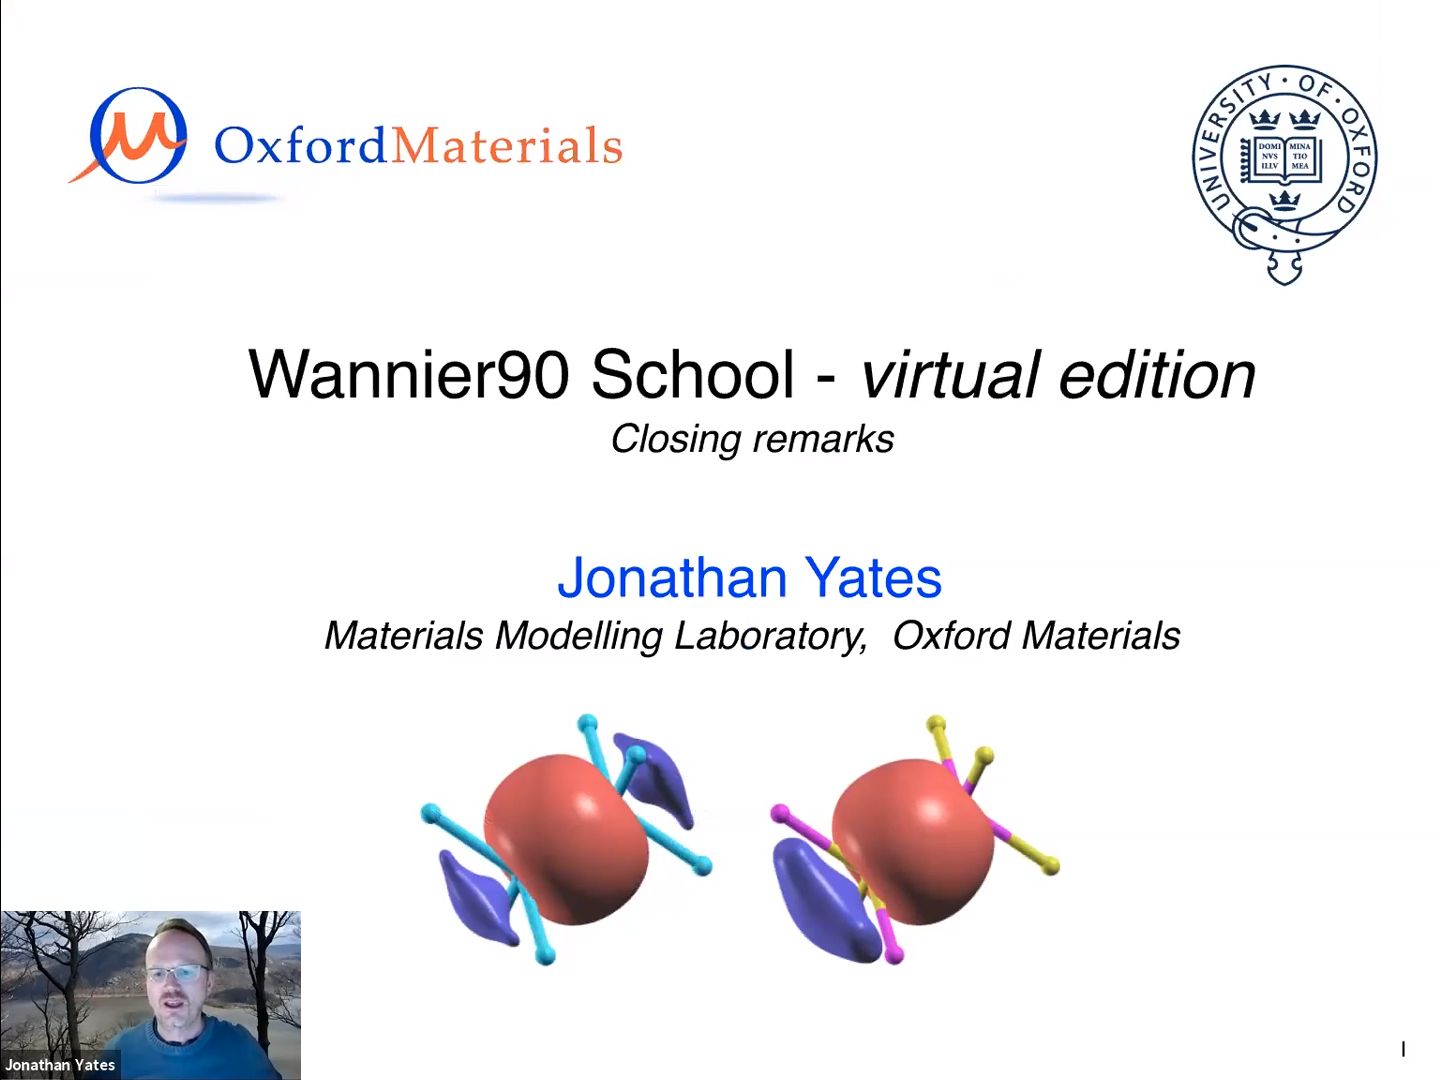 OxfordMaterials
UNIVERSITY · OF · OXFORD
DOMI MINA
NVS TIO
ILLV MEA
Wannier90 School - virtual edition
Closing remarks
Jonathan Yates
Materials Modelling Laboratory, Oxford Materials
Jonathan Yates
1